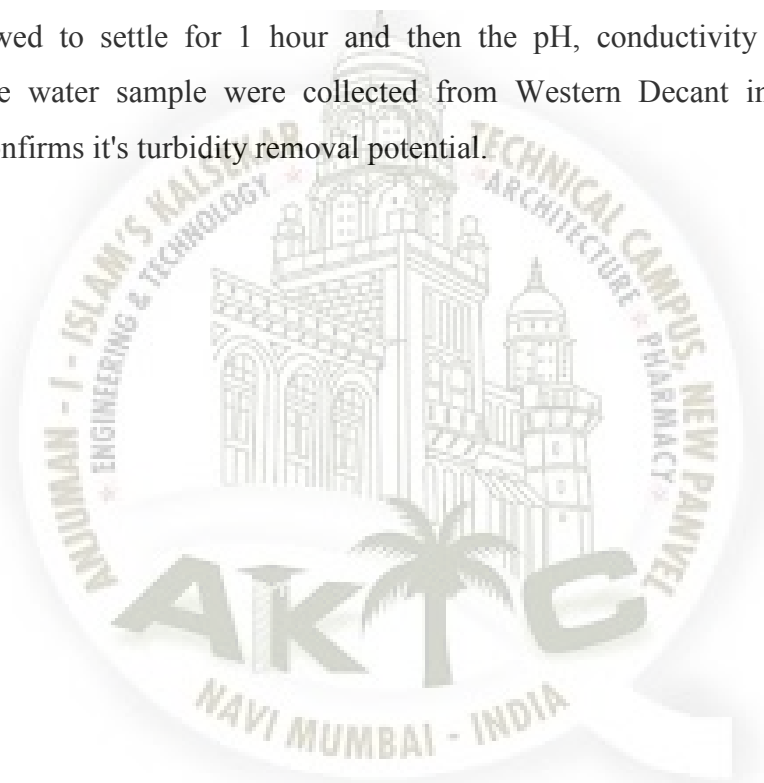 wed to settle for 1 hour and then the pH, conductivity
e water sample were collected from Western Decant in
nfirms it's turbidity removal potential.
ANJUMAN - I - ISLAM'S KALSEKAR TECHNICAL CAMPUS, NEW PANVEL
ENGINEERING & TECHNOLOGY * ARCHITECTURE * PHARMACY *
AKTC
NAVI MUMBAI - INDIA